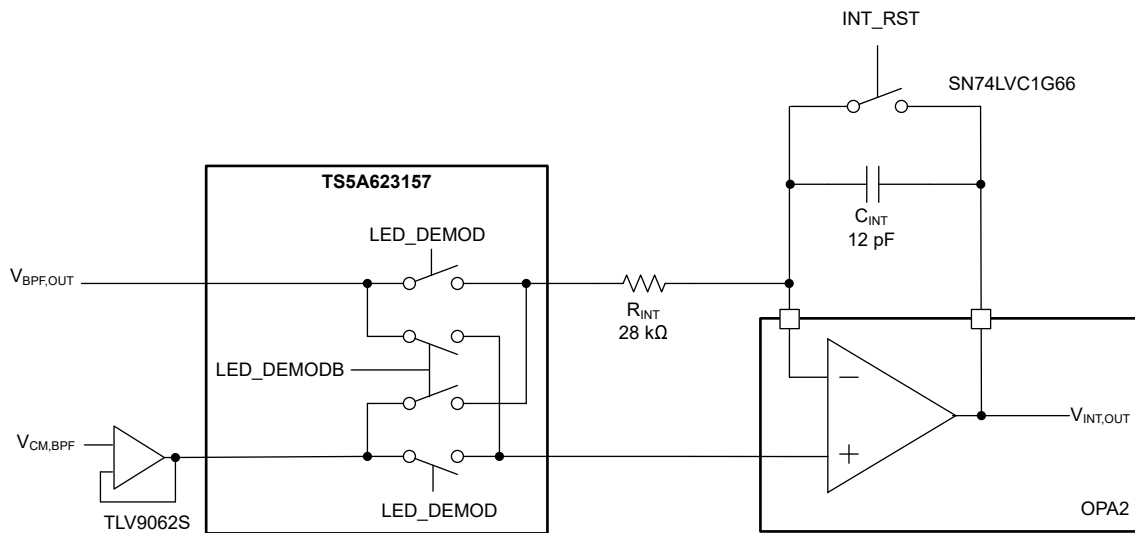 INT_RST
SN74LVC1G66
TS5A623157
C_INT
12 pF
LED_DEMOD
V_BPF,OUT
R_INT
28 kΩ
LED_DEMODB
−
V_INT,OUT
V_CM,BPF
+
LED_DEMOD
TLV9062S
OPA2